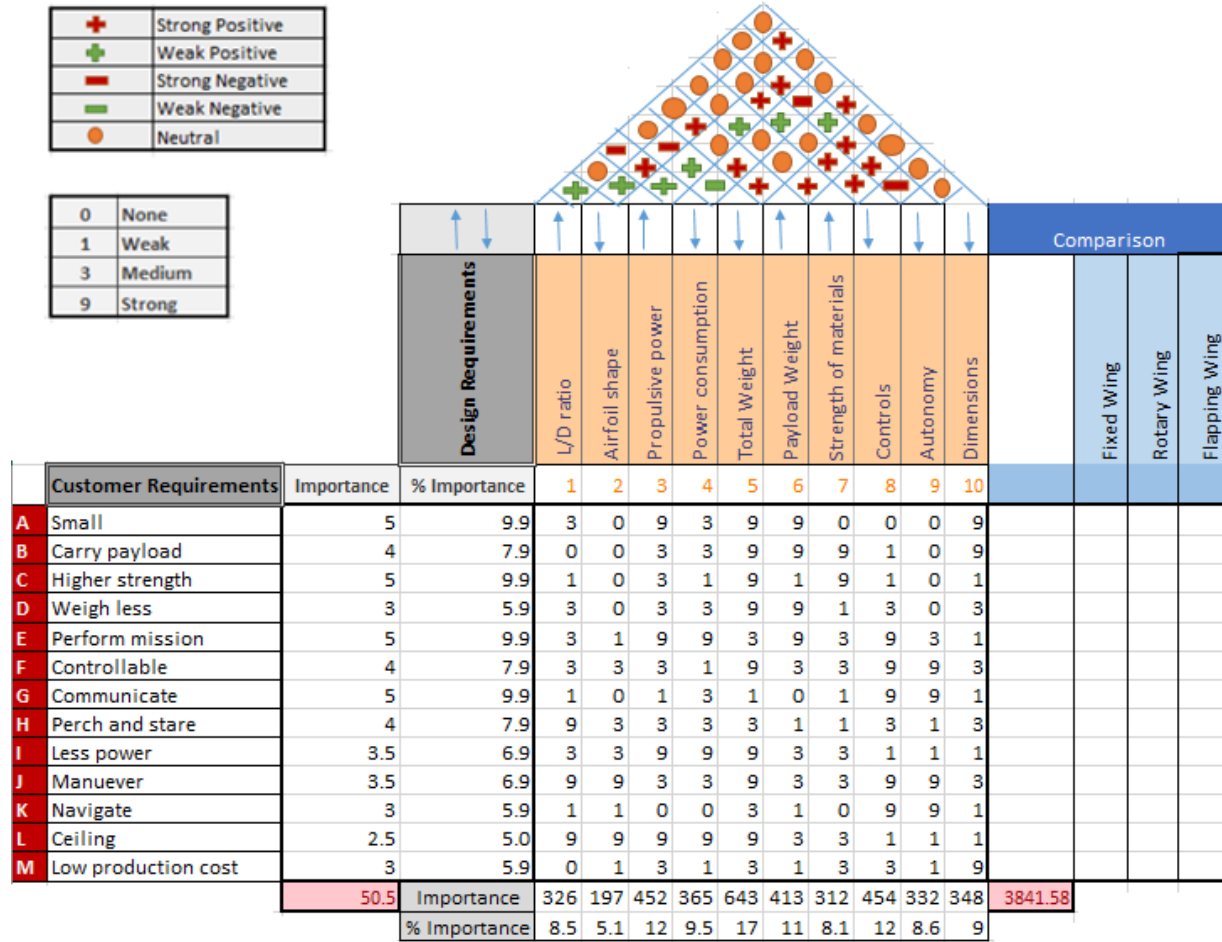 Strong Positive
Weak Positive
Strong Negative
Weak Negative
Neutral
0 None
1 Weak
3 Medium
9 Strong
Comparison
Design Requirements
L/D ratio
Airfoil shape
Propulsive power
Power consumption
Total Weight
Payload Weight
Strength of materials
Controls
Autonomy
Dimensions
Fixed Wing
Rotary Wing
Flapping Wing
Customer Requirements Importance % Importance 1 2 3 4 5 6 7 8 9 10
A Small 5 9.9 3 0 9 3 9 9 0 0 0 9
B Carry payload 4 7.9 0 0 3 3 9 9 9 1 0 9
C Higher strength 5 9.9 1 0 3 1 9 1 9 1 0 1
D Weigh less 3 5.9 3 0 3 3 9 9 1 3 0 3
E Perform mission 5 9.9 3 1 9 9 3 9 3 9 3 1
F Controllable 4 7.9 3 3 3 1 9 3 3 9 9 3
G Communicate 5 9.9 1 0 1 3 1 0 1 9 9 1
H Perch and stare 4 7.9 9 3 3 3 3 1 1 3 1 3
I Less power 3.5 6.9 3 3 9 9 9 3 3 1 1 1
J Manuever 3.5 6.9 9 9 3 3 9 3 3 9 9 3
K Navigate 3 5.9 1 1 0 0 3 1 0 9 9 1
L Ceiling 2.5 5.0 9 9 9 9 9 3 3 1 1 1
M Low production cost 3 5.9 0 1 3 1 3 1 3 3 1 9
50.5 Importance 326 197 452 365 643 413 312 454 332 348 3841.58
% Importance 8.5 5.1 12 9.5 17 11 8.1 12 8.6 9